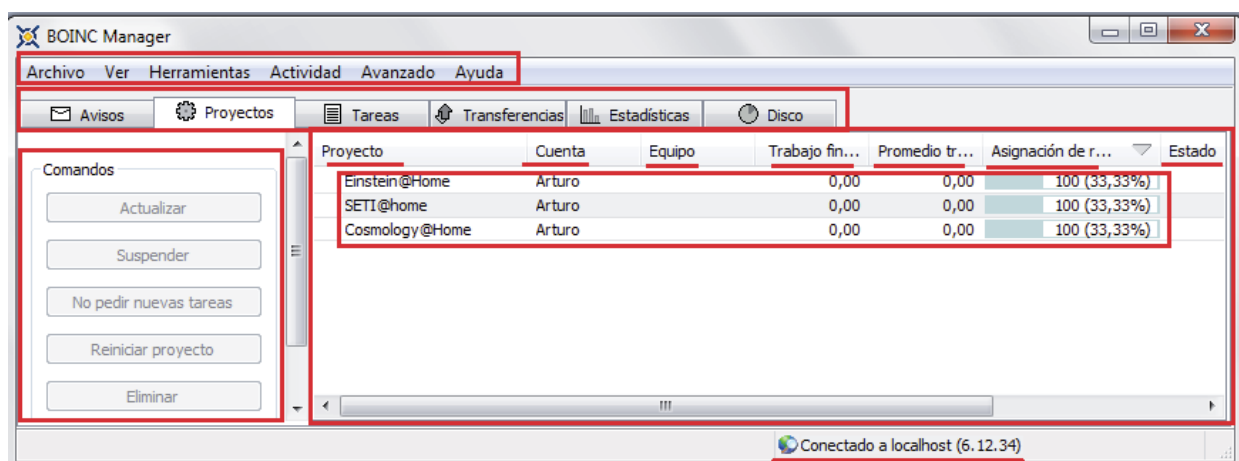 BOINC Manager
Archivo Ver Herramientas Actividad Avanzado Ayuda
Avisos Proyectos Tareas Transferencias Estadísticas Disco
Comandos
Actualizar
Suspender
No pedir nuevas tareas
Reiniciar proyecto
Eliminar
Proyecto Cuenta Equipo Trabajo fin... Promedio tr... Asignación de r... Estado
Einstein@Home Arturo 0,00 0,00 100 (33,33%)
SETI@home Arturo 0,00 0,00 100 (33,33%)
Cosmology@Home Arturo 0,00 0,00 100 (33,33%)
Conectado a localhost (6.12.34)